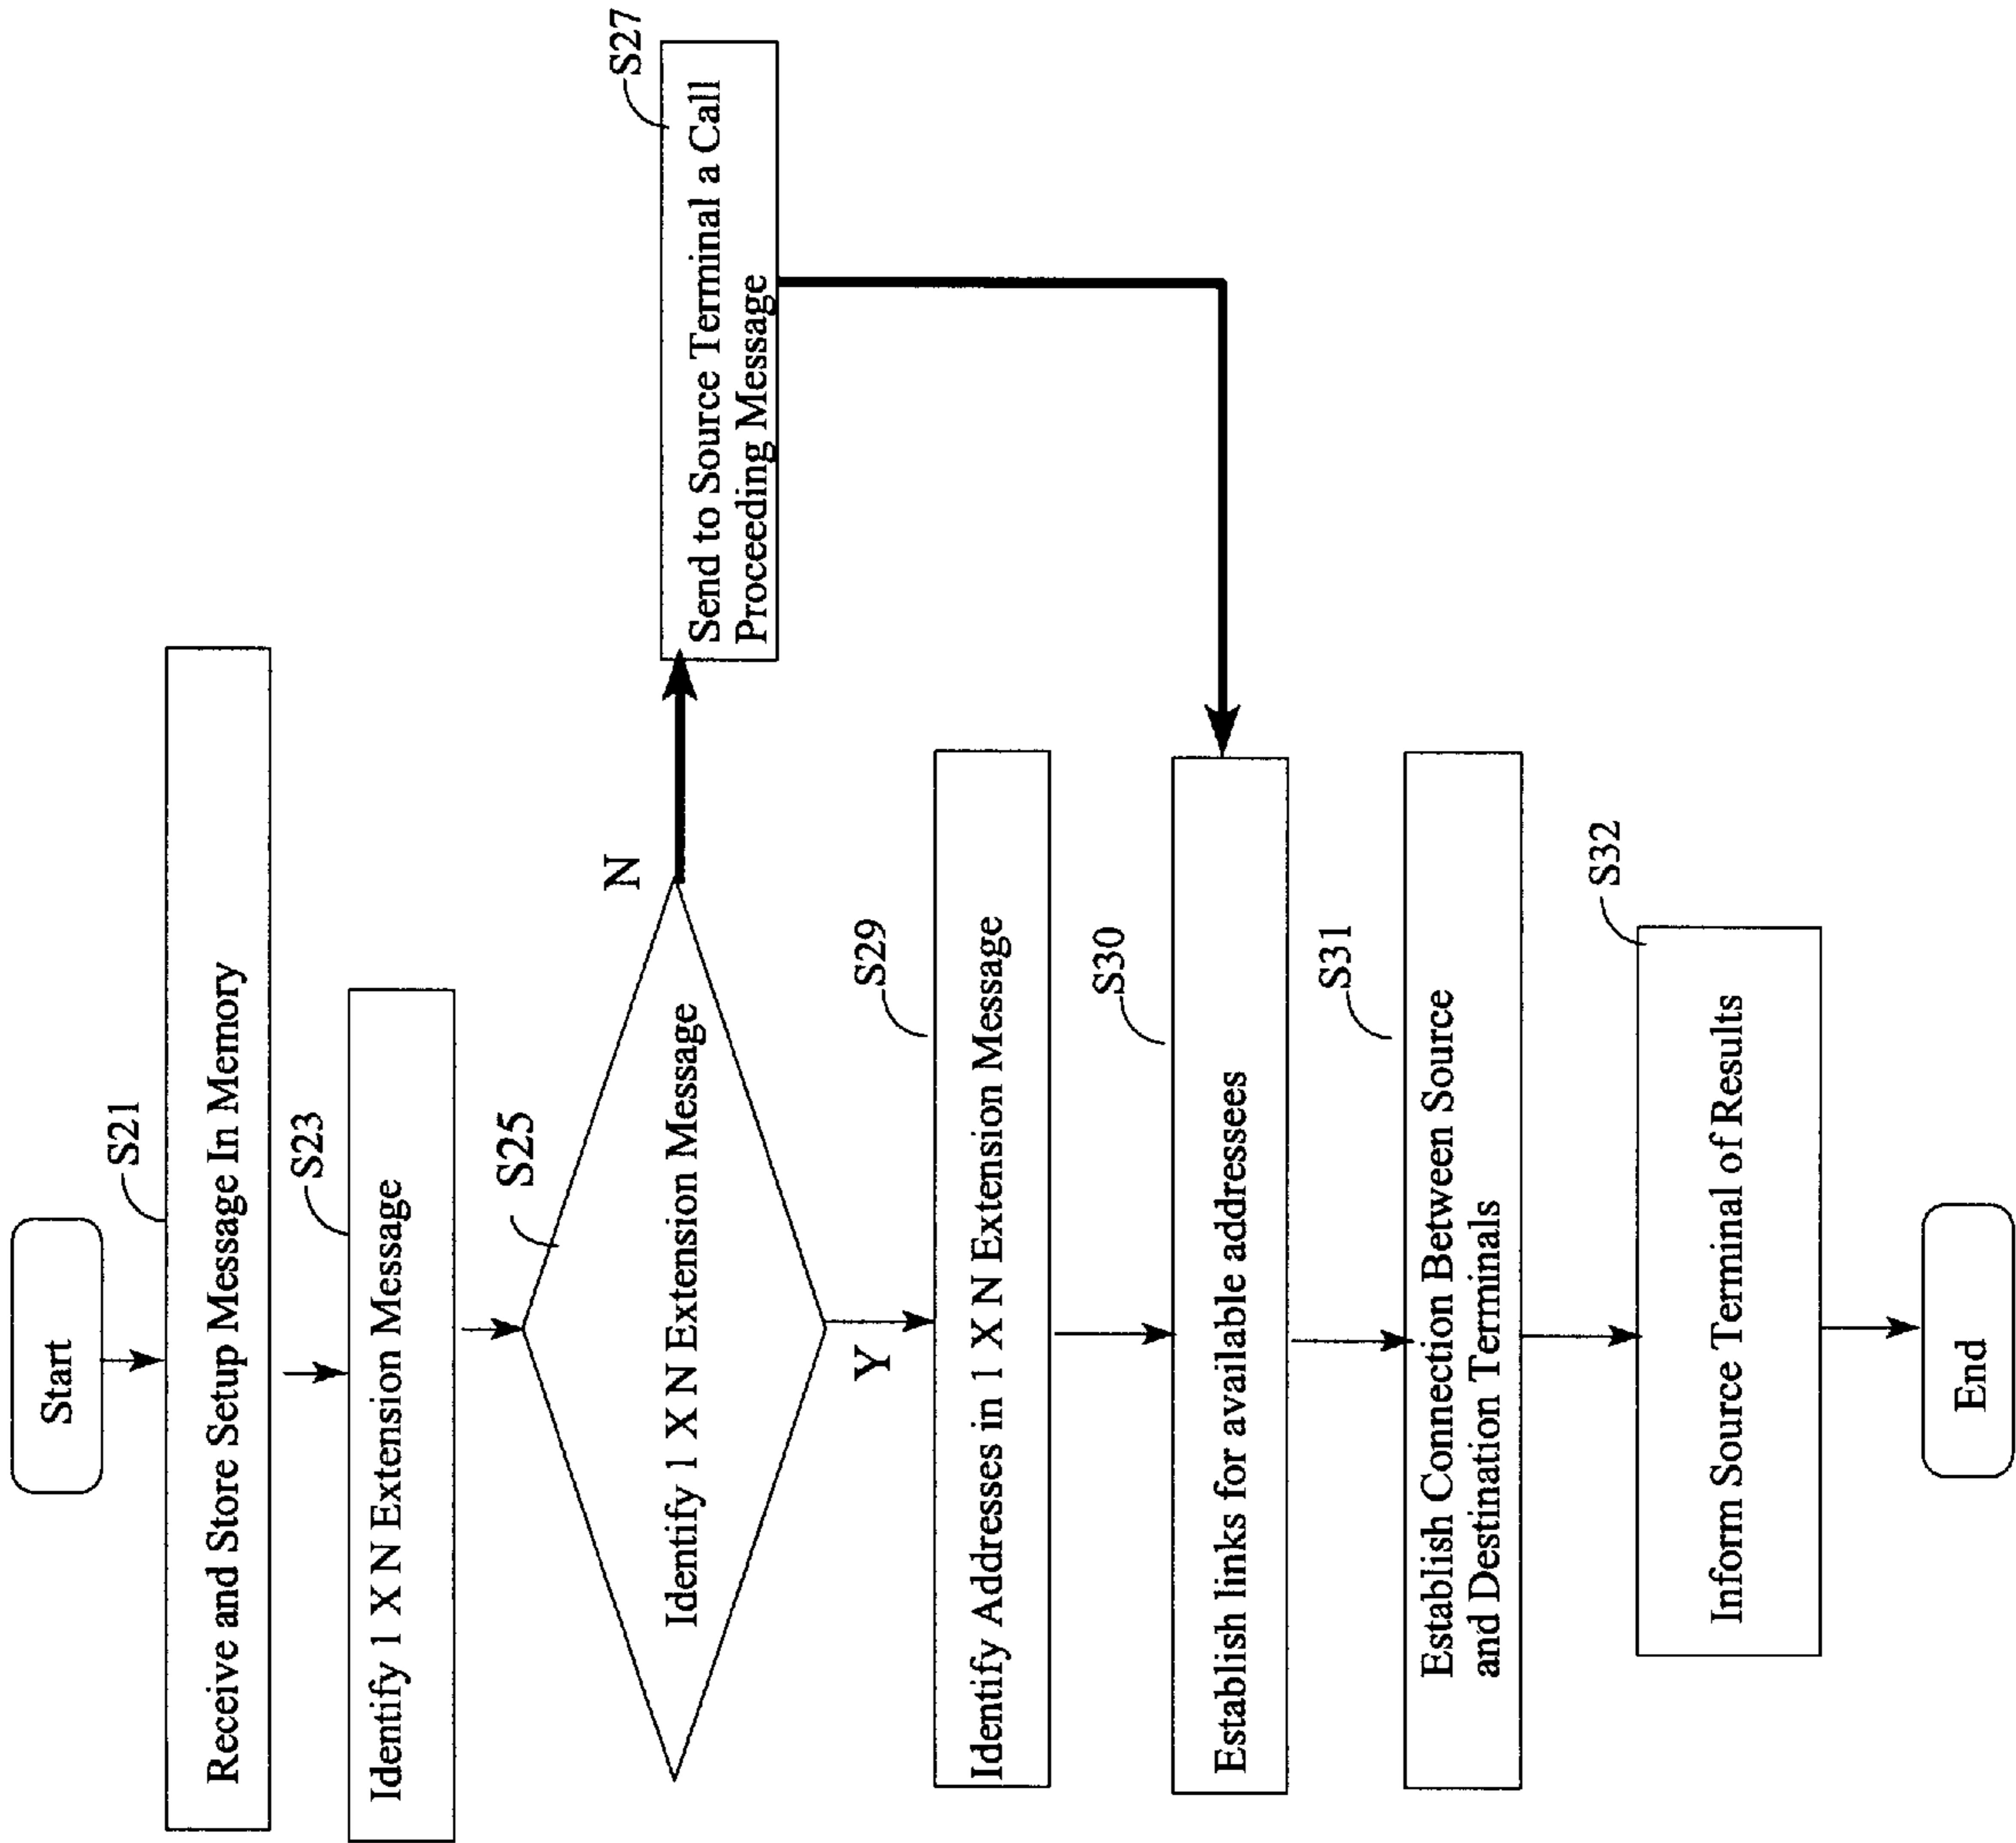 Start
S21
Receive and Store Setup Message In Memory
S23
Identify 1 X N Extension Message
S25
Identify 1 X N Extension Message
N
S27
Send to Source Terminal a Call
Proceeding Message
Y
S29
Identify Addresses in 1 X N Extension Message
S30
Establish links for available addresses
S31
Establish Connection Between Source
and Destination Terminals
S32
Inform Source Terminal of Results
End